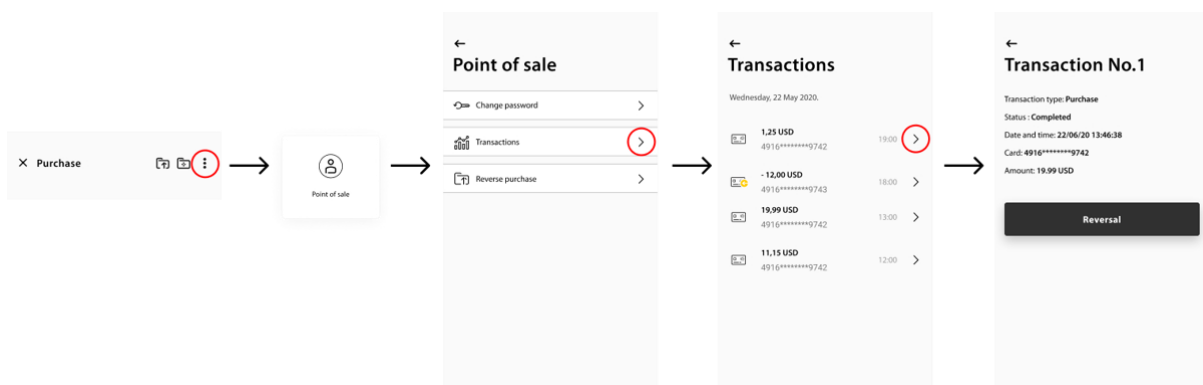 Purchase
Point of sale
Point of sale
Change password
Transactions
Reverse purchase
Transactions
Wednesday, 22 May 2020.
1,25 USD
4916********9742
19:00
- 12,00 USD
4916********9743
18:00
19,99 USD
4916********9742
13:00
11,15 USD
4916********9742
12:00
Transaction No.1
Transaction type: Purchase
Status : Completed
Date and time: 22/06/20 13:46:38
Card: 4916********9742
Amount: 19.99 USD
Reversal